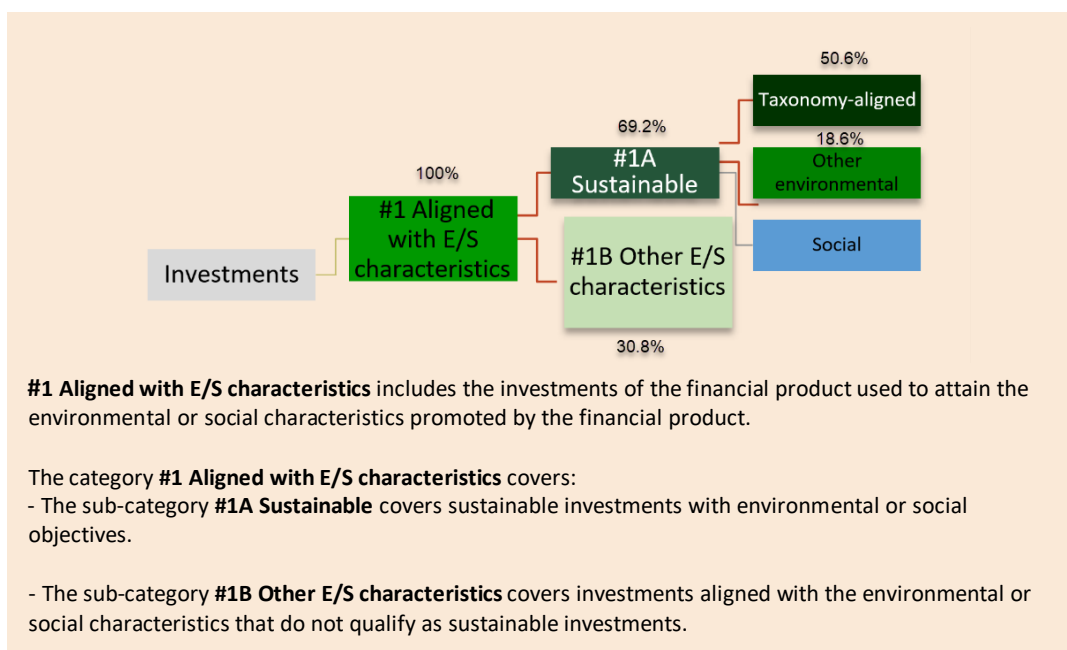 50.6%
Taxonomy-aligned
69.2%
18.6%
#1A
Sustainable
Other
environmental
100%
#1 Aligned
with E/S
characteristics
Social
#1B Other E/S
characteristics
Investments
30.8%
#1 Aligned with E/S characteristics includes the investments of the financial product used to attain the
environmental or social characteristics promoted by the financial product.
The category #1 Aligned with E/S characteristics covers:
- The sub-category #1A Sustainable covers sustainable investments with environmental or social
objectives.
- The sub-category #1B Other E/S characteristics covers investments aligned with the environmental or
social characteristics that do not qualify as sustainable investments.